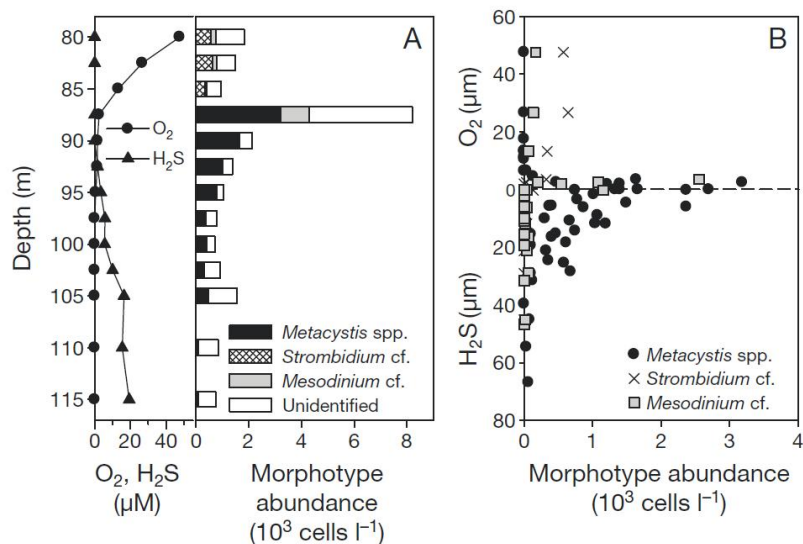 A
80
85
90
95
100
105
110
115
Depth (m)
O₂
H₂S
0 20 40
O₂, H₂S
(µM)
Metacystis spp.
Strombidium cf.
Mesodinium cf.
Unidentified
0 2 4 6 8
Morphotype
abundance
(10³ cells l⁻¹)
B
60
40
20
0
20
40
60
80
O₂ (µm)
H₂S (µm)
Metacystis spp.
Strombidium cf.
Mesodinium cf.
0 1 2 3 4
Morphotype abundance
(10³ cells l⁻¹)